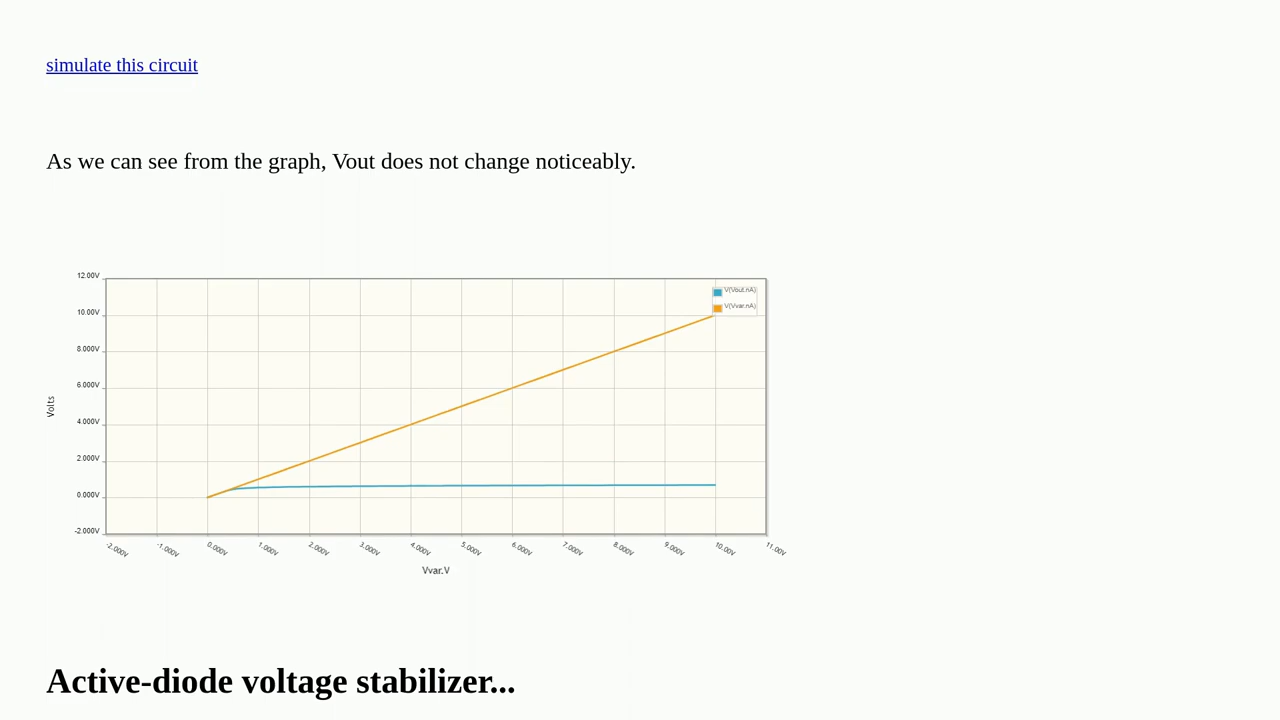 simulate this circuit
As we can see from the graph, Vout does not change noticeably.
12.00V
V(Vout.nA)
V(Vvar.nA)
10.00V
8.000V
6.000V
Volts
4.000V
2.000V
0.000V
-2.000V
-2.000V -1.000V 0.000V 1.000V 2.000V 3.000V 4.000V 5.000V 6.000V 7.000V 8.000V 9.000V 10.00V 11.00V
Vvar.V
Active-diode voltage stabilizer...